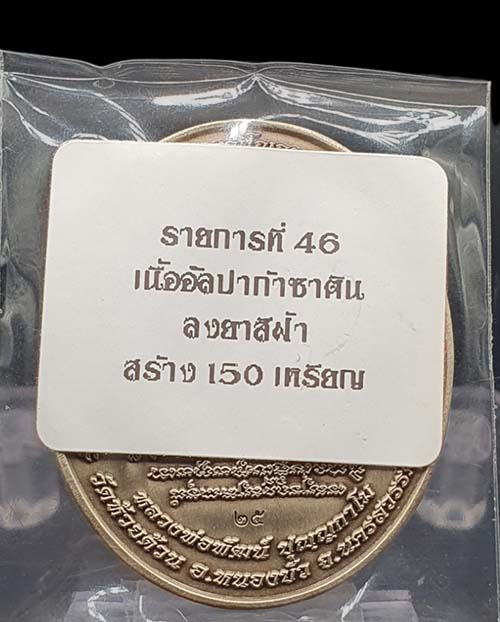 รายการที่ 46
เนื้ออัลปาก้าซาติน
ลงยาสีฟ้า
สร้าง 150 เหรียญ
๒๕
หลวงพ่อพัฒน์ ปุญฺญกาโม
วัดห้วยด้วน อ.หนองบัว จ.นครสวรรค์